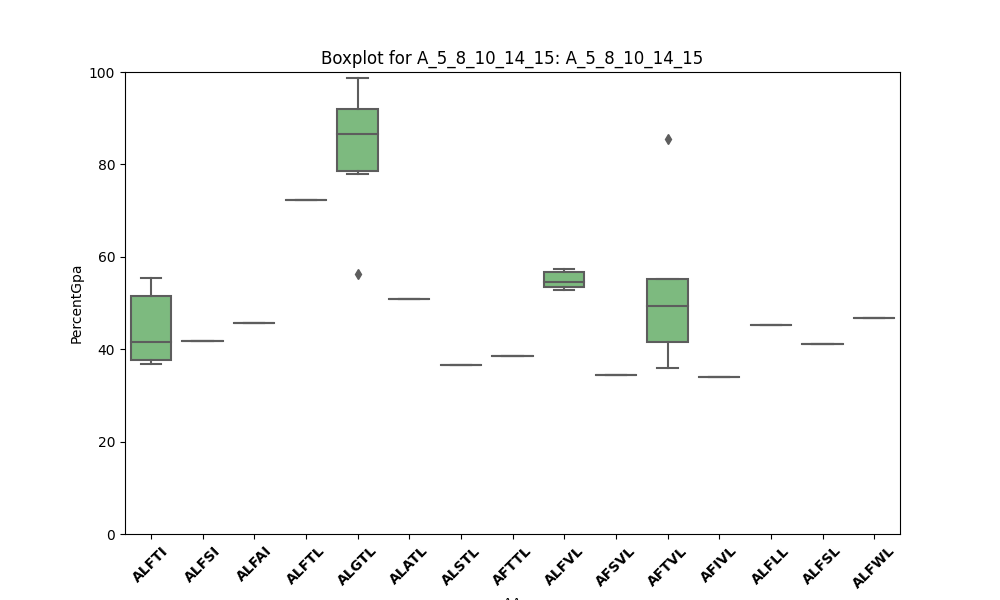 Boxplot for A_5_8_10_14_15: A_5_8_10_14_15
PercentGpa
100
80
60
40
20
0
ALFTI
ALFSI
ALFAI
ALFTL
ALGTL
ALATL
ALSTL
AFTTL
ALFVL
AFSVL
AFTVL
AFIVL
ALFLL
ALFSL
ALFWL